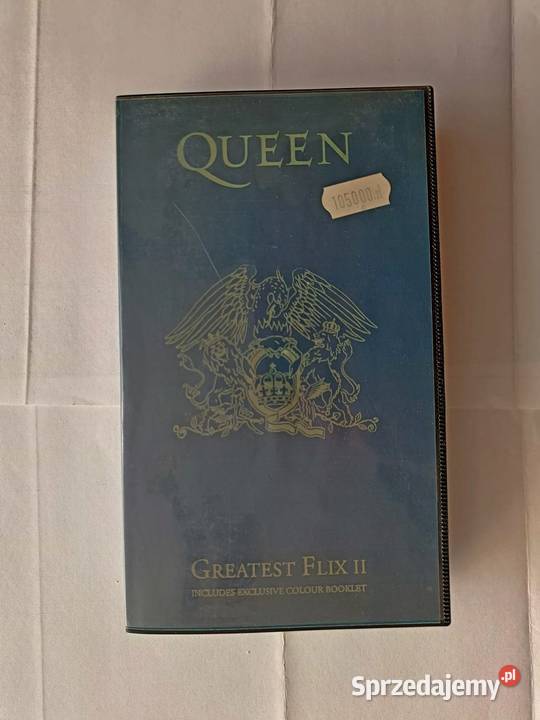 QUEEN
105000 zł
GREATEST FLIX II
INCLUDES EXCLUSIVE COLOUR BOOKLET
Sprzedajemy.pl